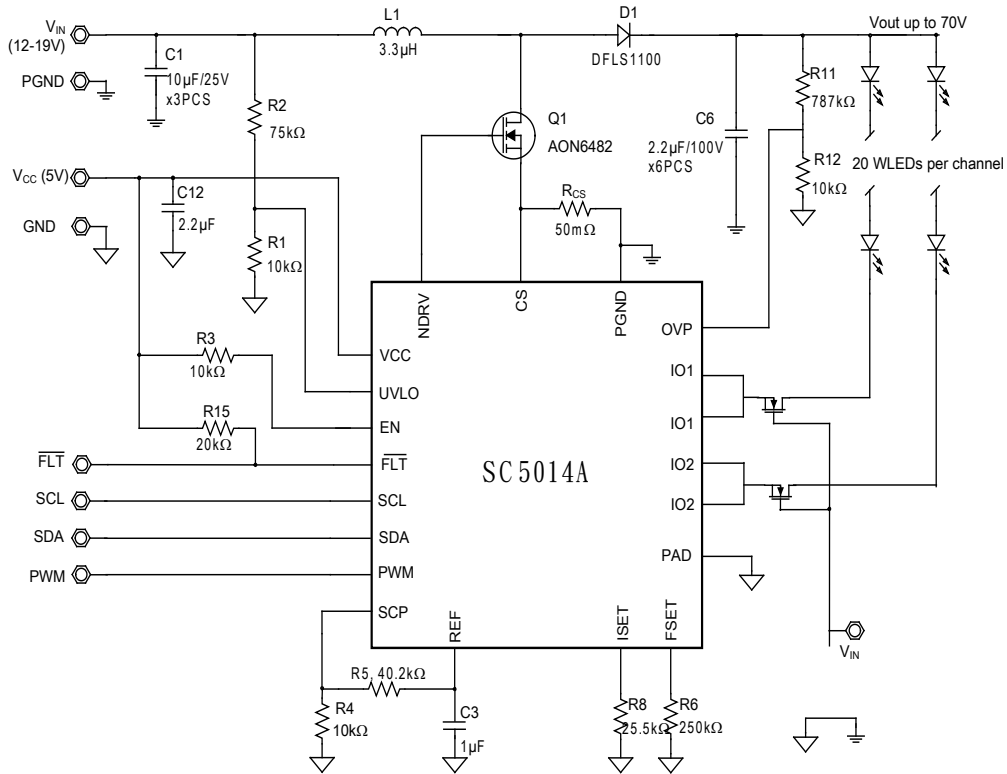 L1
D1
V_IN
(12-19V)
3.3μH
DFLS1100
Vout up to 70V
C1
10μF/25V
x3PCS
PGND
R2
75kΩ
Q1
AON6482
C6
2.2μF/100V
x6PCS
R11
787kΩ
R12
10kΩ
20 WLEDs per channel
V_CC (5V)
C12
2.2μF
GND
R1
10kΩ
R_CS
50mΩ
NDRV
CS
PGND
OVP
R3
10kΩ
VCC
UVLO
IO1
R15
20kΩ
EN
IO1
FLT
FLT
SC5014A
IO2
SCL
SCL
IO2
SDA
SDA
PAD
PWM
PWM
SCP
REF
ISET
FSET
V_IN
R5, 40.2kΩ
R4
10kΩ
C3
1μF
R8
25.5kΩ
R6
250kΩ